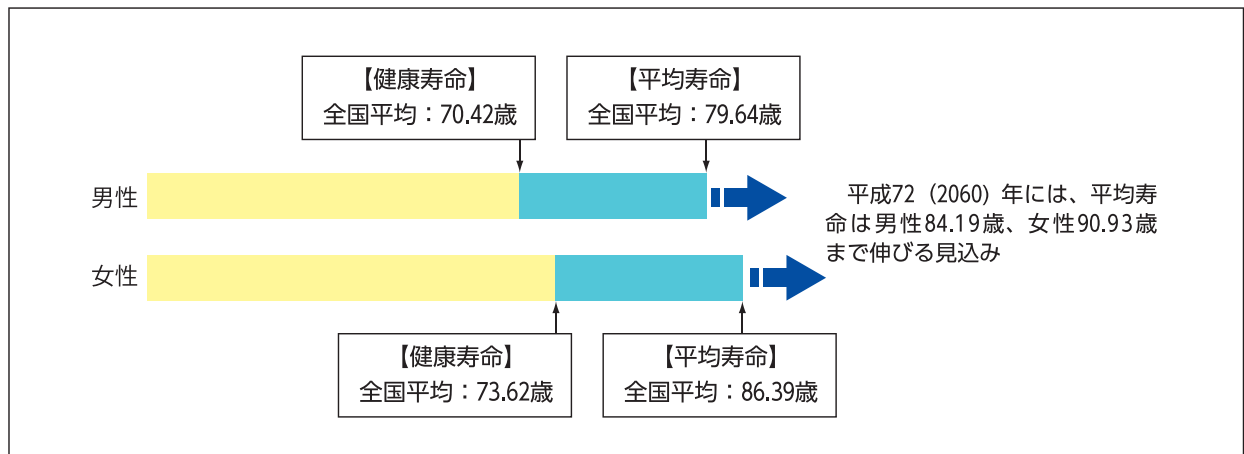 【健康寿命】
全国平均：70.42歳
【平均寿命】
全国平均：79.64歳
男性
女性
平成72（2060）年には、平均寿
命は男性84.19歳、女性90.93歳
まで伸びる見込み
【健康寿命】
全国平均：73.62歳
【平均寿命】
全国平均：86.39歳